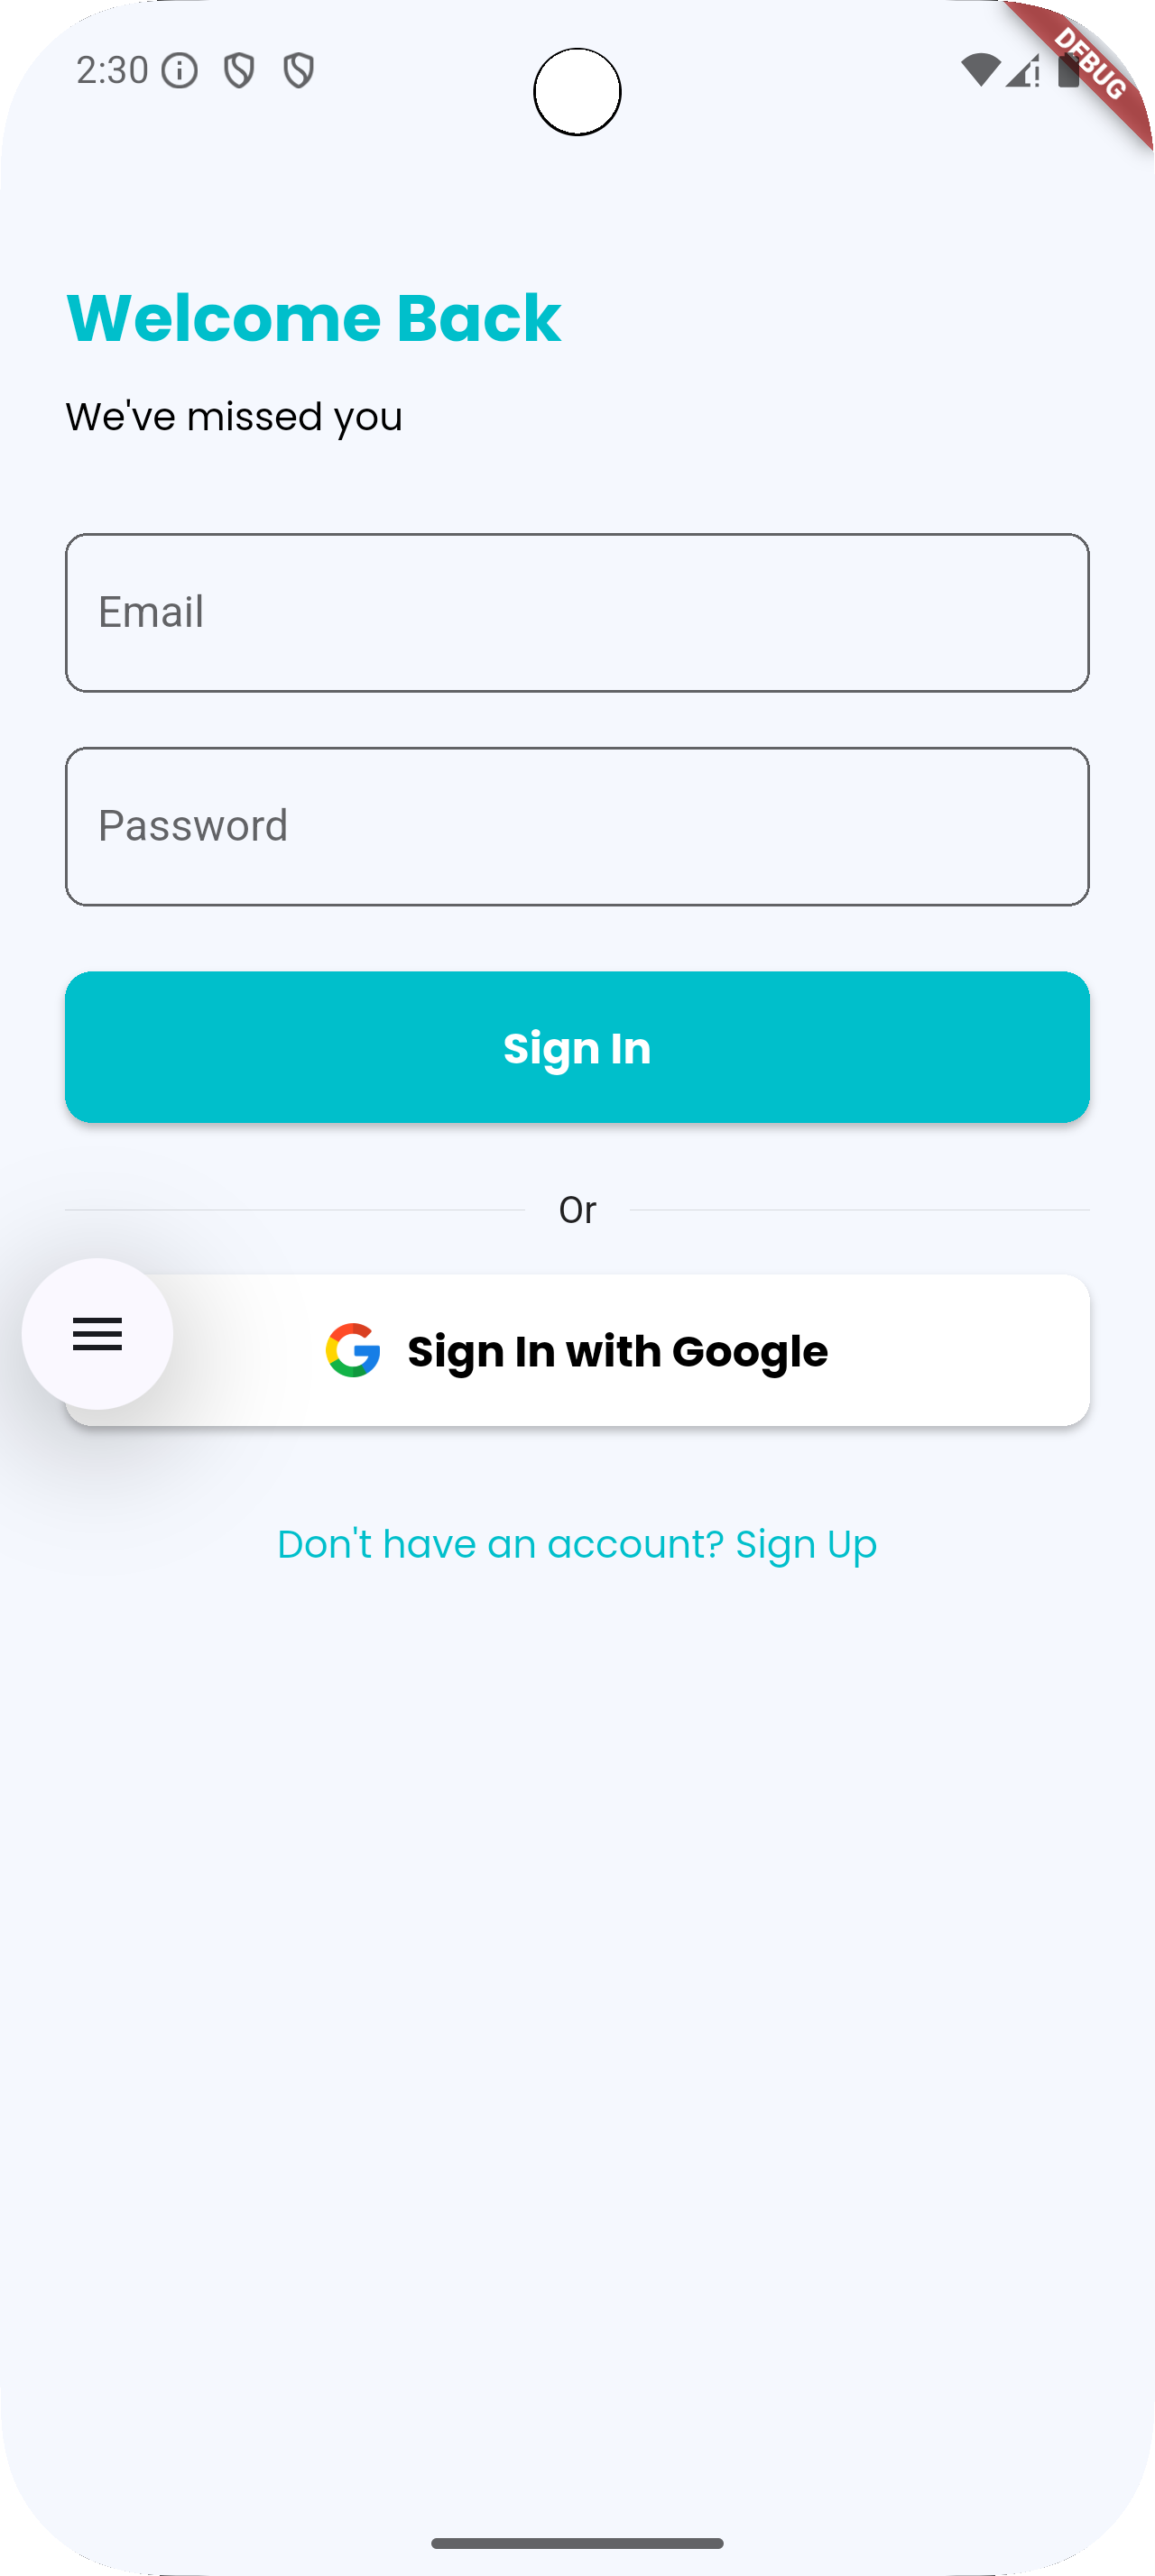 2:30
DEBUG
Welcome Back
We've missed you
Email
Password
Sign In
Or
Sign In with Google
Don't have an account? Sign Up